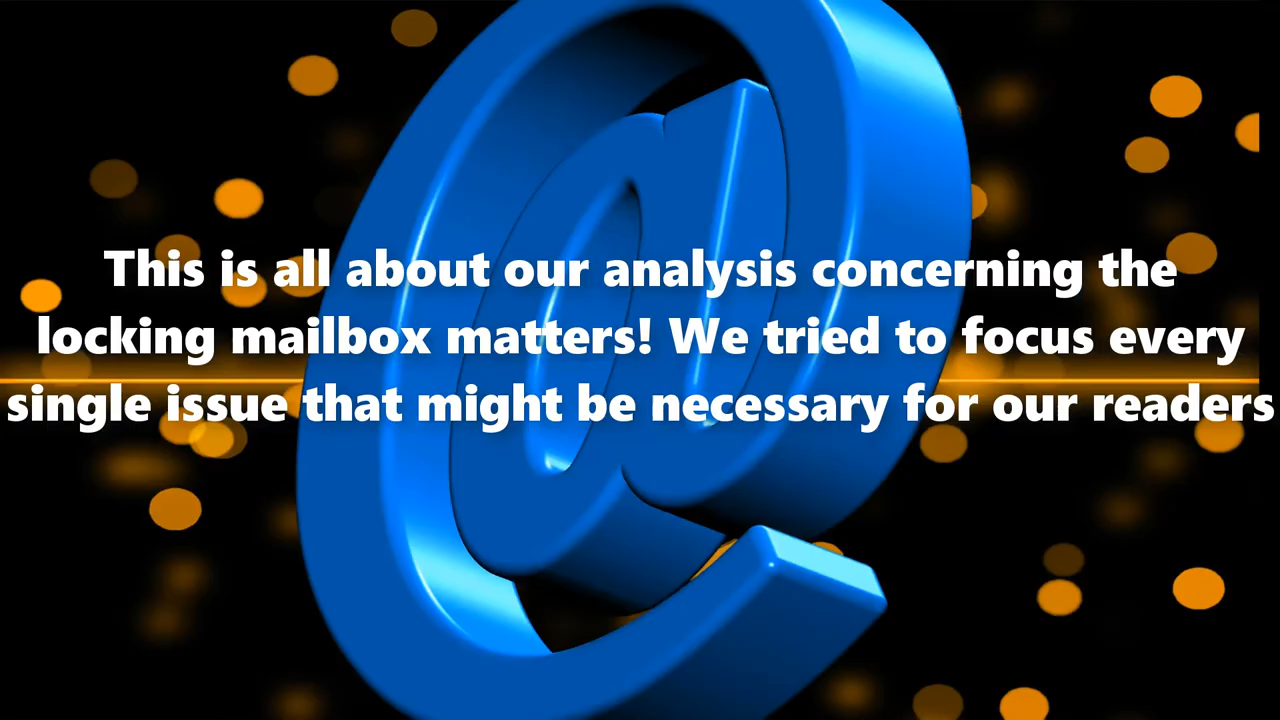 This is all about our analysis concerning the
locking mailbox matters! We tried to focus every
single issue that might be necessary for our readers